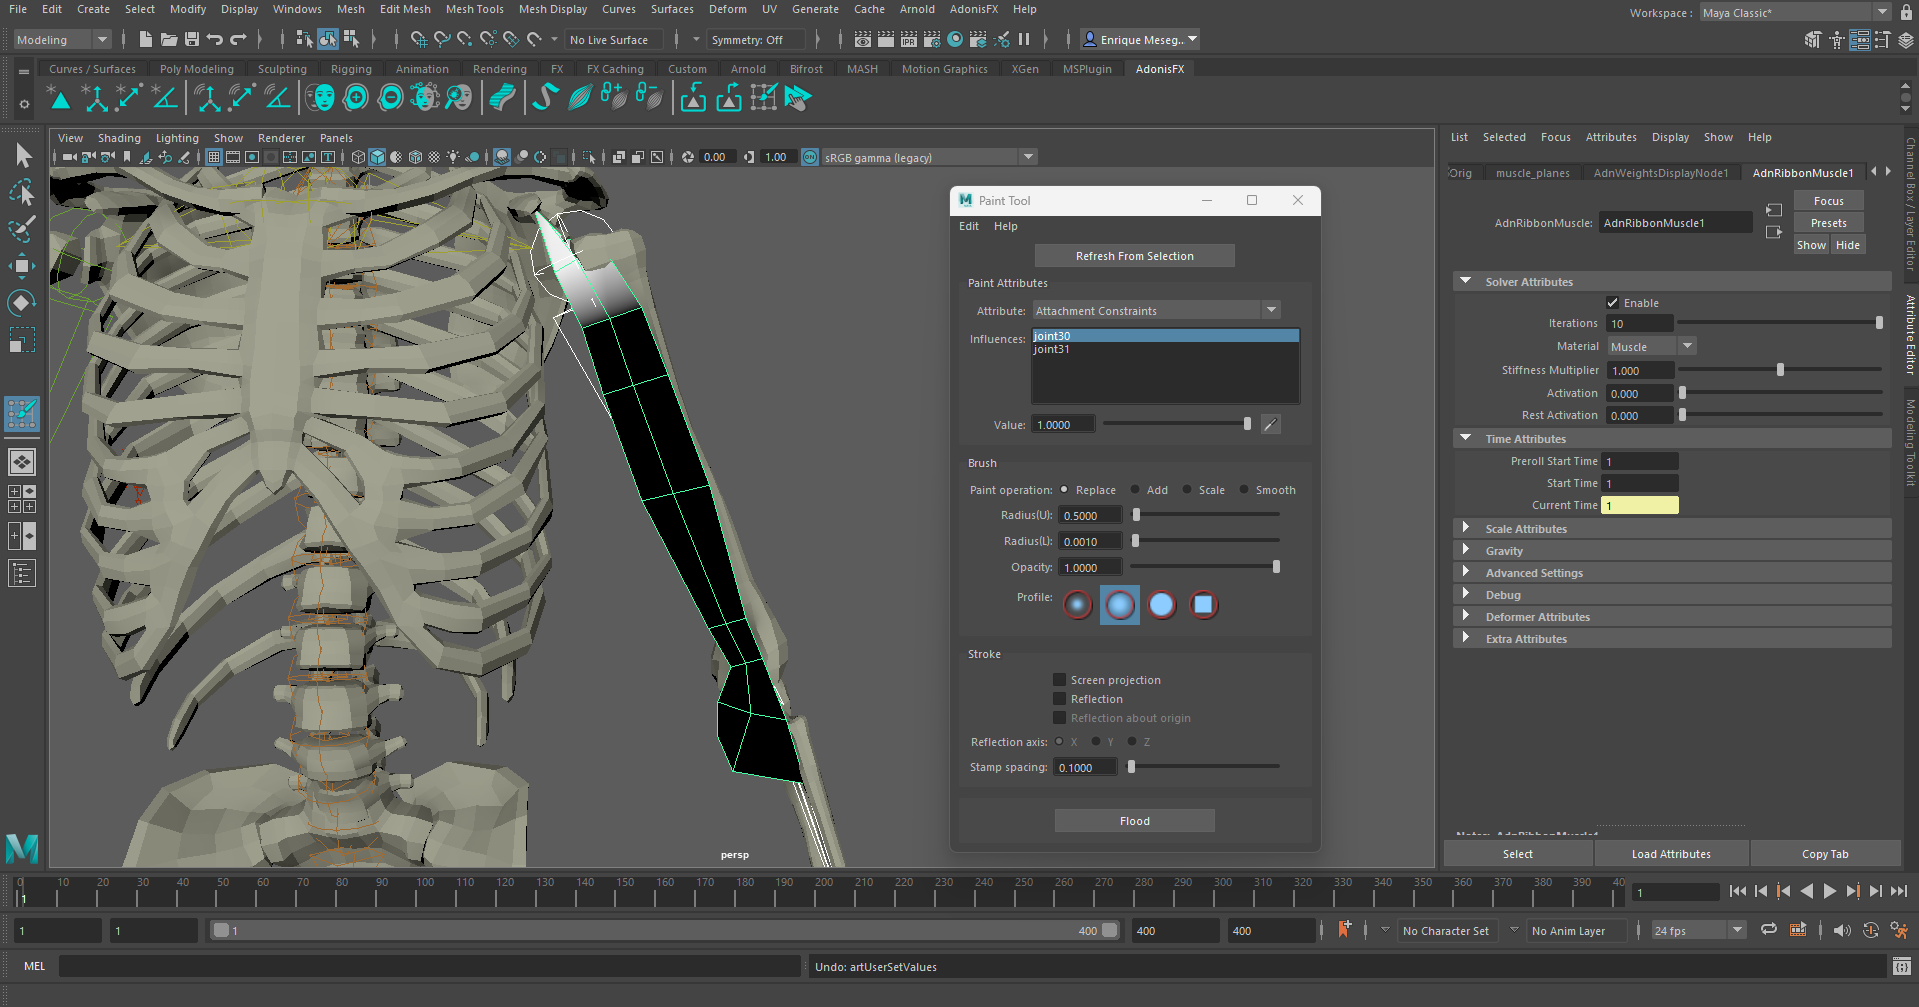 File Edit Create Select Modify Display Windows Mesh Edit Mesh Mesh Tools Mesh Display Curves Surfaces Deform UV Generate Cache Arnold AdonisFX Help
Workspace : Maya Classic*
Modeling No Live Surface Symmetry: Off IPR Enrique Meseg...
Curves / Surfaces Poly Modeling Sculpting Rigging Animation Rendering FX FX Caching Custom Arnold Bifrost MASH Motion Graphics XGen MSPlugin AdonisFX
View Shading Lighting Show Renderer Panels
0.00 1.00 ON sRGB gamma (legacy)
persp
Paint Tool
Edit Help
Refresh From Selection
Paint Attributes
Attribute: Attachment Constraints
Influences: joint30
joint31
Value: 1.0000
Brush
Paint operation: Replace Add Scale Smooth
Radius(U): 0.5000
Radius(L): 0.0010
Opacity: 1.0000
Profile:
Stroke
Screen projection
Reflection
Reflection about origin
Reflection axis: X Y Z
Stamp spacing: 0.1000
Flood
List Selected Focus Attributes Display Show Help
Orig muscle_planes AdnWeightsDisplayNode1 AdnRibbonMuscle1
Focus
AdnRibbonMuscle: AdnRibbonMuscle1 Presets
Show Hide
Solver Attributes
Enable
Iterations 10
Material Muscle
Stiffness Multiplier 1.000
Activation 0.000
Rest Activation 0.000
Time Attributes
Preroll Start Time 1
Start Time 1
Current Time 1
Scale Attributes
Gravity
Advanced Settings
Debug
Deformer Attributes
Extra Attributes
Notes: AdnRibbonMuscle1
Select Load Attributes Copy Tab
Channel Box / Layer Editor
Attribute Editor
Modeling Toolkit
0 10 20 30 40 50 60 70 80 90 100 110 120 130 140 150 160 170 180 190 200 210 220 230 240 250 260 270 280 290 300 310 320 330 340 350 360 370 380 390 40
1 1
1 1 1 400 400 400 No Character Set No Anim Layer 24 fps
MEL Undo: artUserSetValues